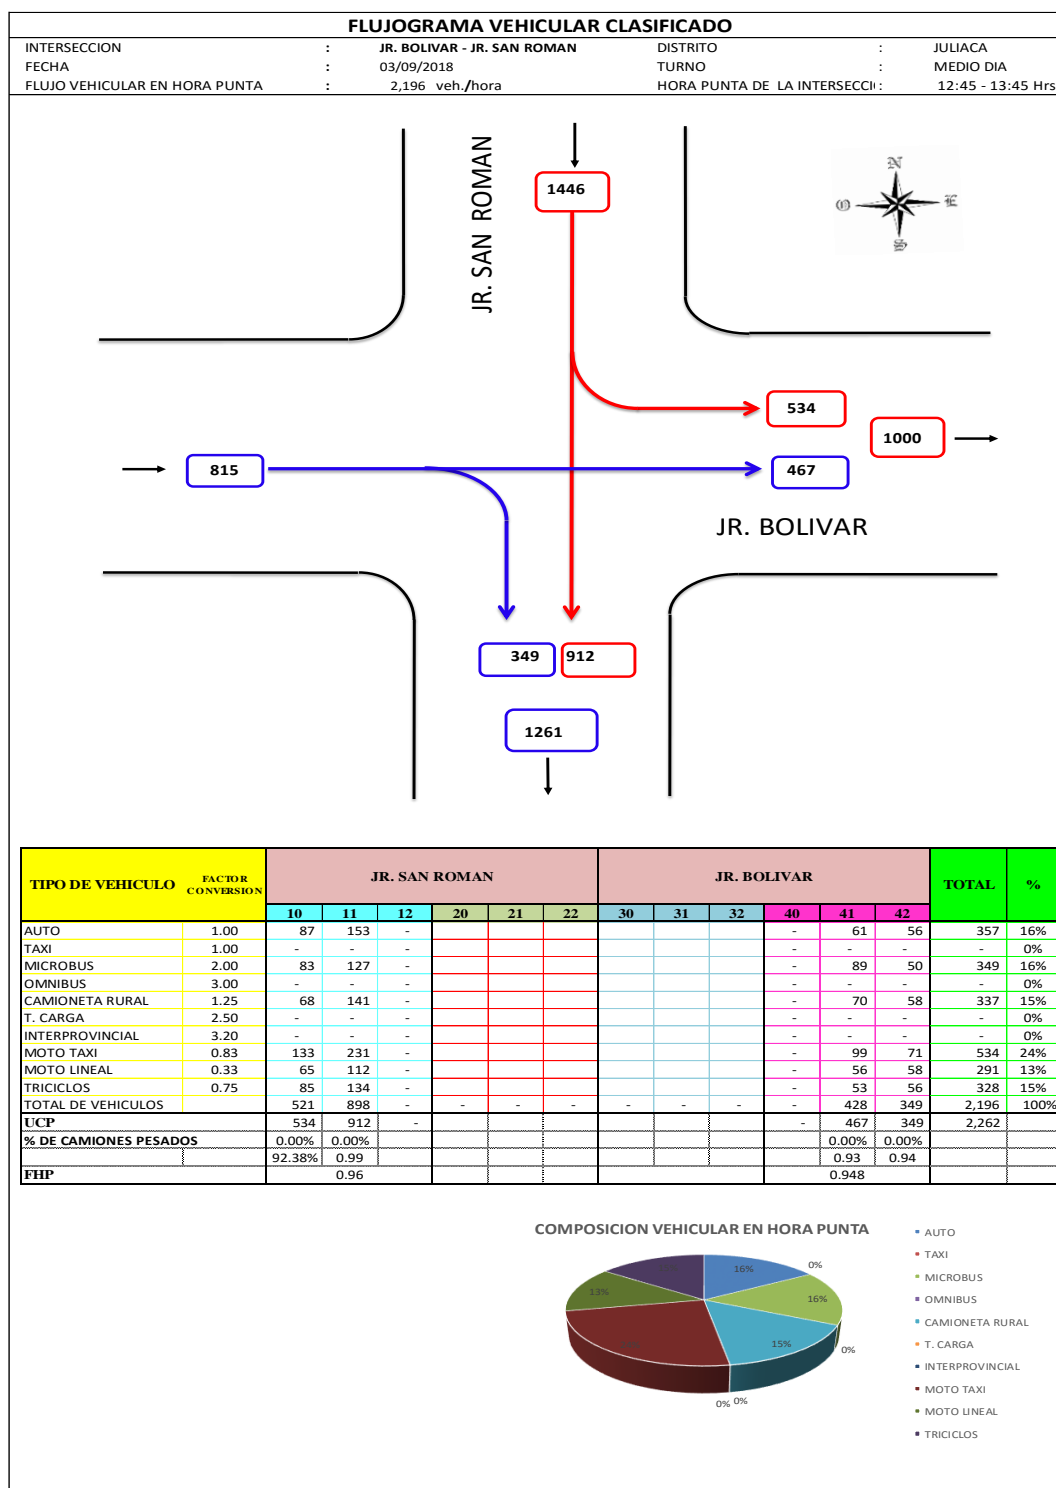 FLUJOGRAMA VEHICULAR CLASIFICADO
INTERSECCION : JR. BOLIVAR - JR. SAN ROMAN DISTRITO : JULIACA
FECHA : 03/09/2018 TURNO : MEDIO DIA
FLUJO VEHICULAR EN HORA PUNTA : 2,196 veh./hora HORA PUNTA DE LA INTERSECCI : 12:45 - 13:45 Hrs
JR. SAN ROMAN
1446
N
O E
S
534
1000
815
467
JR. BOLIVAR
349 912
1261
TIPO DE VEHICULO FACTOR CONVERSION JR. SAN ROMAN JR. BOLIVAR TOTAL %
10 11 12 20 21 22 30 31 32 40 41 42
AUTO 1.00 87 153 - - 61 56 357 16%
TAXI 1.00 - - - - - - - 0%
MICROBUS 2.00 83 127 - - 89 50 349 16%
OMNIBUS 3.00 - - - - - - - 0%
CAMIONETA RURAL 1.25 68 141 - - 70 58 337 15%
T. CARGA 2.50 - - - - - - - 0%
INTERPROVINCIAL 3.20 - - - - - - - 0%
MOTO TAXI 0.83 133 231 - - 99 71 534 24%
MOTO LINEAL 0.33 65 112 - - 56 58 291 13%
TRICICLOS 0.75 85 134 - - 53 56 328 15%
TOTAL DE VEHICULOS 521 898 - - - - - - - - 428 349 2,196 100%
UCP 534 912 - - 467 349 2,262
% DE CAMIONES PESADOS 0.00% 0.00% 0.00% 0.00%
92.38% 0.99 0.93 0.94
FHP 0.96 0.948
COMPOSICION VEHICULAR EN HORA PUNTA
16%
0%
16%
0%
15%
0%
0%
13%
AUTO
TAXI
MICROBUS
OMNIBUS
CAMIONETA RURAL
T. CARGA
INTERPROVINCIAL
MOTO TAXI
MOTO LINEAL
TRICICLOS